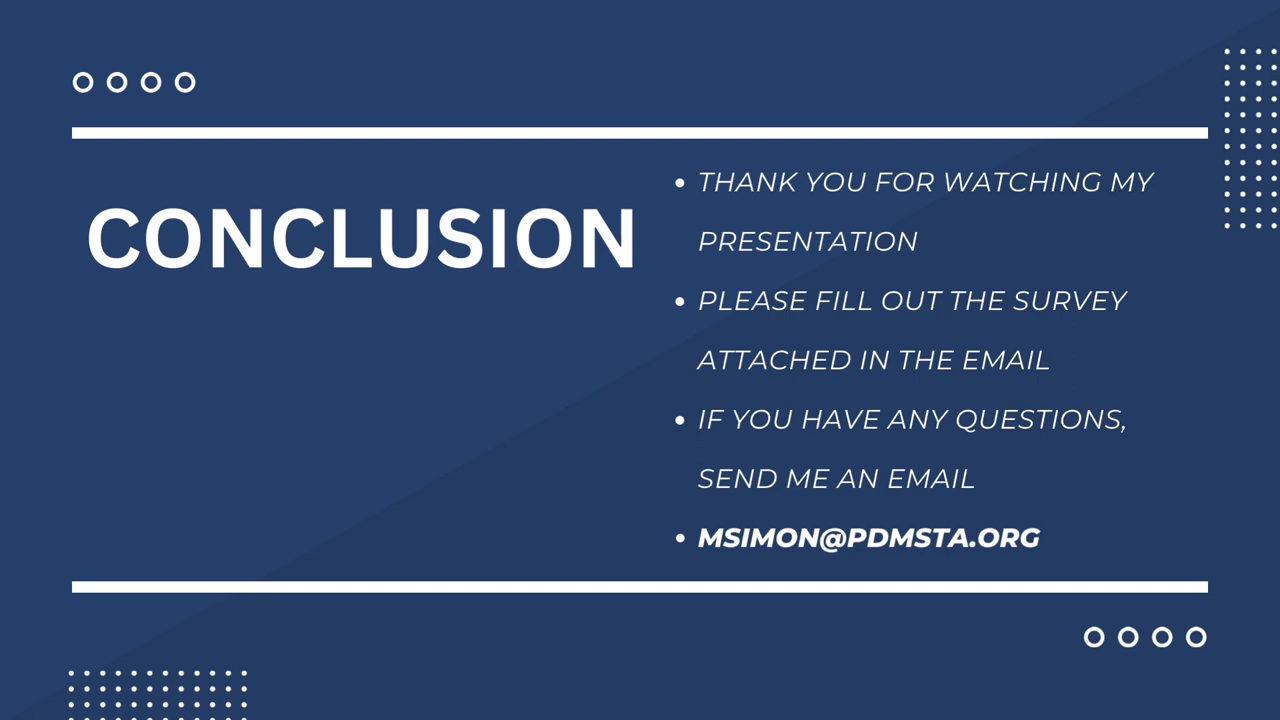 CONCLUSION
• THANK YOU FOR WATCHING MY
PRESENTATION
• PLEASE FILL OUT THE SURVEY
ATTACHED IN THE EMAIL
• IF YOU HAVE ANY QUESTIONS,
SEND ME AN EMAIL
• MSIMON@PDMSTA.ORG